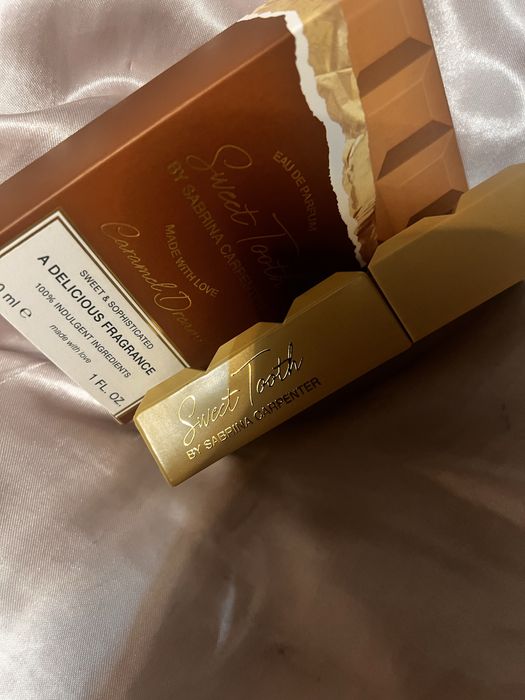 EAU DE PARFUM
Sweet Tooth
BY SABRINA CARPENTER
MADE WITH LOVE
Caramel Dream
SWEET & SOPHISTICATED
A DELICIOUS FRAGRANCE
100% INDULGENT INGREDIENTS
made with love
ml e 1 FL. OZ.
Sweet Tooth
BY SABRINA CARPENTER